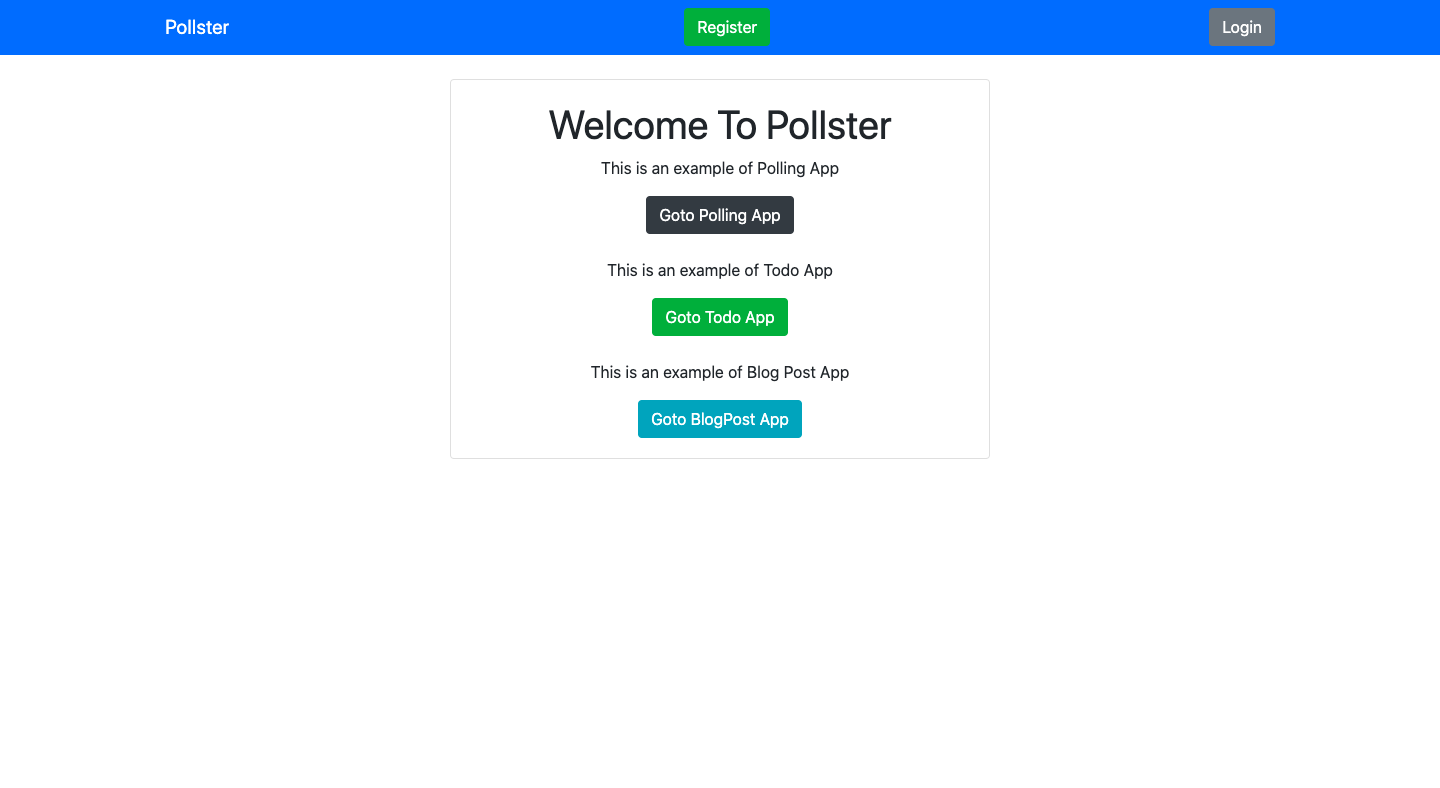 Pollster
Register
Login
Welcome To Pollster
This is an example of Polling App
Goto Polling App
This is an example of Todo App
Goto Todo App
This is an example of Blog Post App
Goto BlogPost App